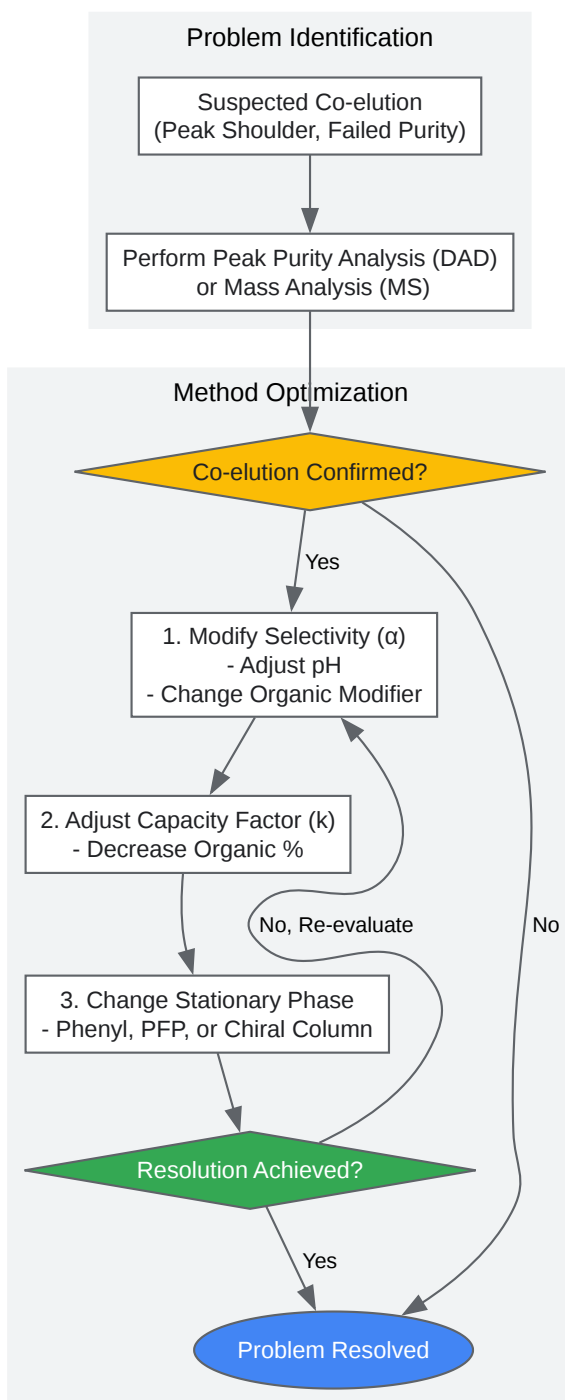 Problem Identification
Suspected Co-elution
(Peak Shoulder, Failed Purity)
Perform Peak Purity Analysis (DAD)
or Mass Analysis (MS)
Method Optimization
Co-elution Confirmed?
Yes
1. Modify Selectivity (α)
- Adjust pH
- Change Organic Modifier
2. Adjust Capacity Factor (k)
- Decrease Organic %
No, Re-evaluate
No
3. Change Stationary Phase
- Phenyl, PFP, or Chiral Column
Resolution Achieved?
Yes
Problem Resolved